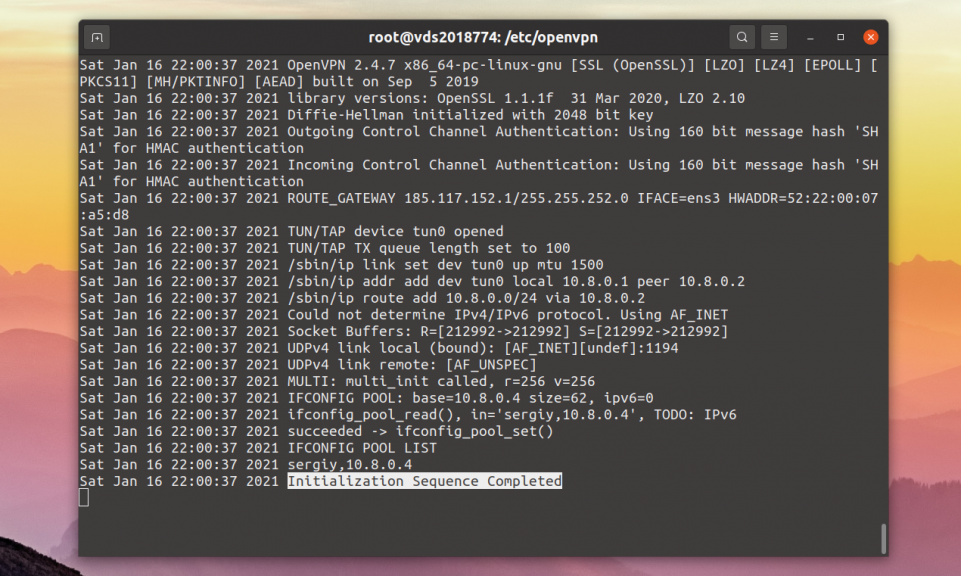 root@vds2018774: /etc/openvpn
Sat Jan 16 22:00:37 2021 OpenVPN 2.4.7 x86_64-pc-linux-gnu [SSL (OpenSSL)] [LZO] [LZ4] [EPOLL] [
PKCS11] [MH/PKTINFO] [AEAD] built on Sep  5 2019
Sat Jan 16 22:00:37 2021 library versions: OpenSSL 1.1.1f  31 Mar 2020, LZO 2.10
Sat Jan 16 22:00:37 2021 Diffie-Hellman initialized with 2048 bit key
Sat Jan 16 22:00:37 2021 Outgoing Control Channel Authentication: Using 160 bit message hash 'SH
A1' for HMAC authentication
Sat Jan 16 22:00:37 2021 Incoming Control Channel Authentication: Using 160 bit message hash 'SH
A1' for HMAC authentication
Sat Jan 16 22:00:37 2021 ROUTE_GATEWAY 185.117.152.1/255.255.252.0 IFACE=ens3 HWADDR=52:22:00:07
:a5:d8
Sat Jan 16 22:00:37 2021 TUN/TAP device tun0 opened
Sat Jan 16 22:00:37 2021 TUN/TAP TX queue length set to 100
Sat Jan 16 22:00:37 2021 /sbin/ip link set dev tun0 up mtu 1500
Sat Jan 16 22:00:37 2021 /sbin/ip addr add dev tun0 local 10.8.0.1 peer 10.8.0.2
Sat Jan 16 22:00:37 2021 /sbin/ip route add 10.8.0.0/24 via 10.8.0.2
Sat Jan 16 22:00:37 2021 Could not determine IPv4/IPv6 protocol. Using AF_INET
Sat Jan 16 22:00:37 2021 Socket Buffers: R=[212992->212992] S=[212992->212992]
Sat Jan 16 22:00:37 2021 UDPv4 link local (bound): [AF_INET][undef]:1194
Sat Jan 16 22:00:37 2021 UDPv4 link remote: [AF_UNSPEC]
Sat Jan 16 22:00:37 2021 MULTI: multi_init called, r=256 v=256
Sat Jan 16 22:00:37 2021 IFCONFIG POOL: base=10.8.0.4 size=62, ipv6=0
Sat Jan 16 22:00:37 2021 ifconfig_pool_read(), in='sergiy,10.8.0.4', TODO: IPv6
Sat Jan 16 22:00:37 2021 succeeded -> ifconfig_pool_set()
Sat Jan 16 22:00:37 2021 IFCONFIG POOL LIST
Sat Jan 16 22:00:37 2021 sergiy,10.8.0.4
Sat Jan 16 22:00:37 2021 Initialization Sequence Completed